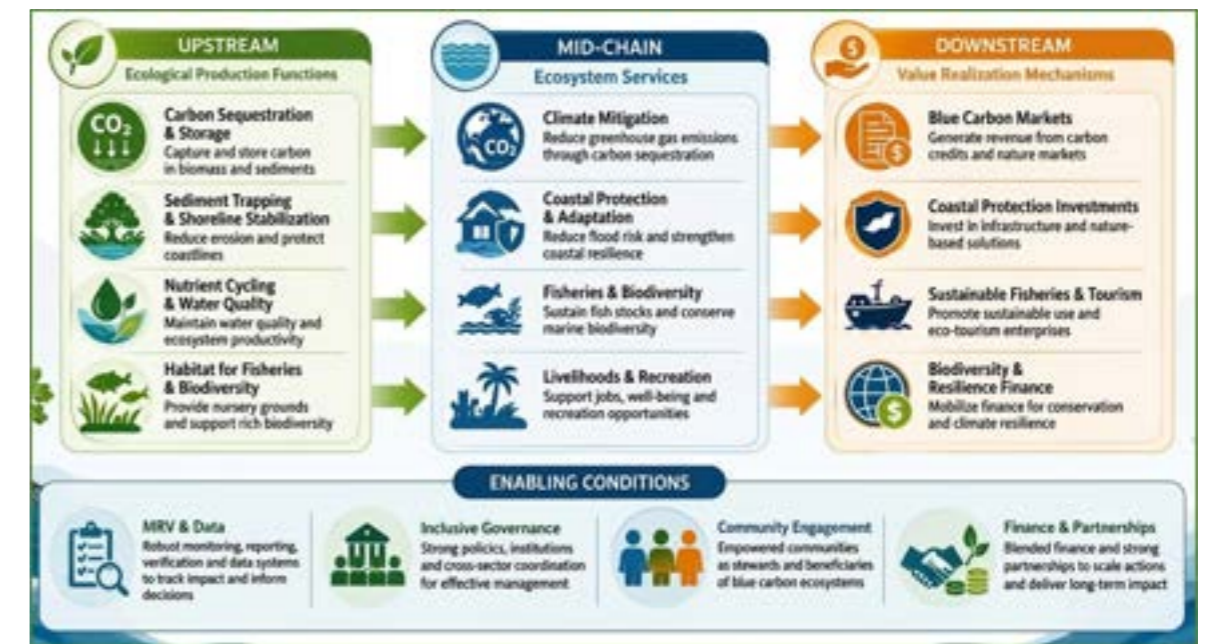 UPSTREAM
Ecological Production Functions
CO₂
Carbon Sequestration
& Storage
Capture and store carbon
in biomass and sediments
Sediment Trapping
& Shoreline Stabilization
Reduce erosion and protect
coastlines
Nutrient Cycling
& Water Quality
Maintain water quality and
ecosystem productivity
Habitat for Fisheries
& Biodiversity
Provide nursery grounds
and support rich biodiversity
MID-CHAIN
Ecosystem Services
CO₂
Climate Mitigation
Reduce greenhouse gas emissions
through carbon sequestration
Coastal Protection
& Adaptation
Reduce flood risk and strengthen
coastal resilience
Fisheries & Biodiversity
Sustain fish stocks and conserve
marine biodiversity
Livelihoods & Recreation
Support jobs, well-being and
recreation opportunities
$
DOWNSTREAM
Value Realization Mechanisms
$
Blue Carbon Markets
Generate revenue from carbon
credits and nature markets
Coastal Protection Investments
Invest in infrastructure and nature-
based solutions
Sustainable Fisheries & Tourism
Promote sustainable use and
eco-tourism enterprises
$
Biodiversity &
Resilience Finance
Mobilize finance for conservation
and climate resilience
ENABLING CONDITIONS
MRV & Data
Robust monitoring, reporting,
verification and data systems
to track impact and inform
decisions
Inclusive Governance
Strong policies, institutions
and cross-sector coordination
for effective management
Community Engagement
Empowered communities
as stewards and beneficiaries
of blue carbon ecosystems
Finance & Partnerships
Blended finance and strong
partnerships to scale actions
and deliver long-term impact